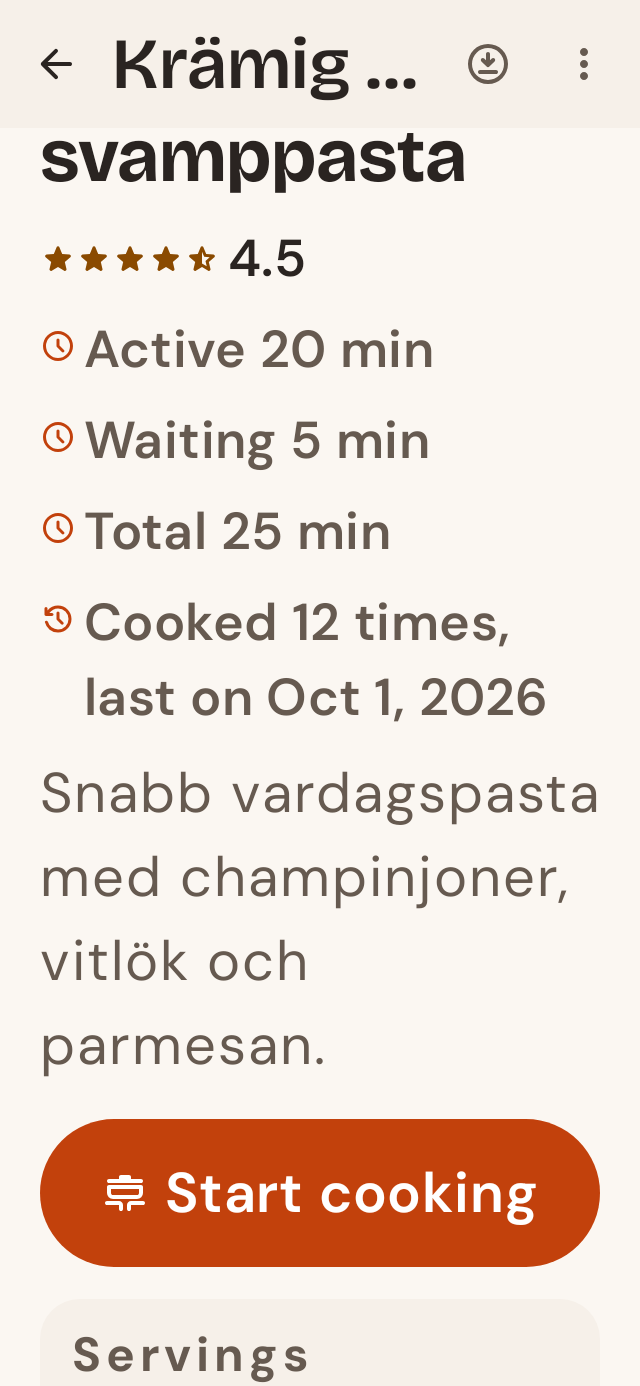 Krämig ...
svamppasta
4.5
Active 20 min
Waiting 5 min
Total 25 min
Cooked 12 times,
last on Oct 1, 2026
Snabb vardagspasta
med champinjoner,
vitlök och
parmesan.
Start cooking
Servings